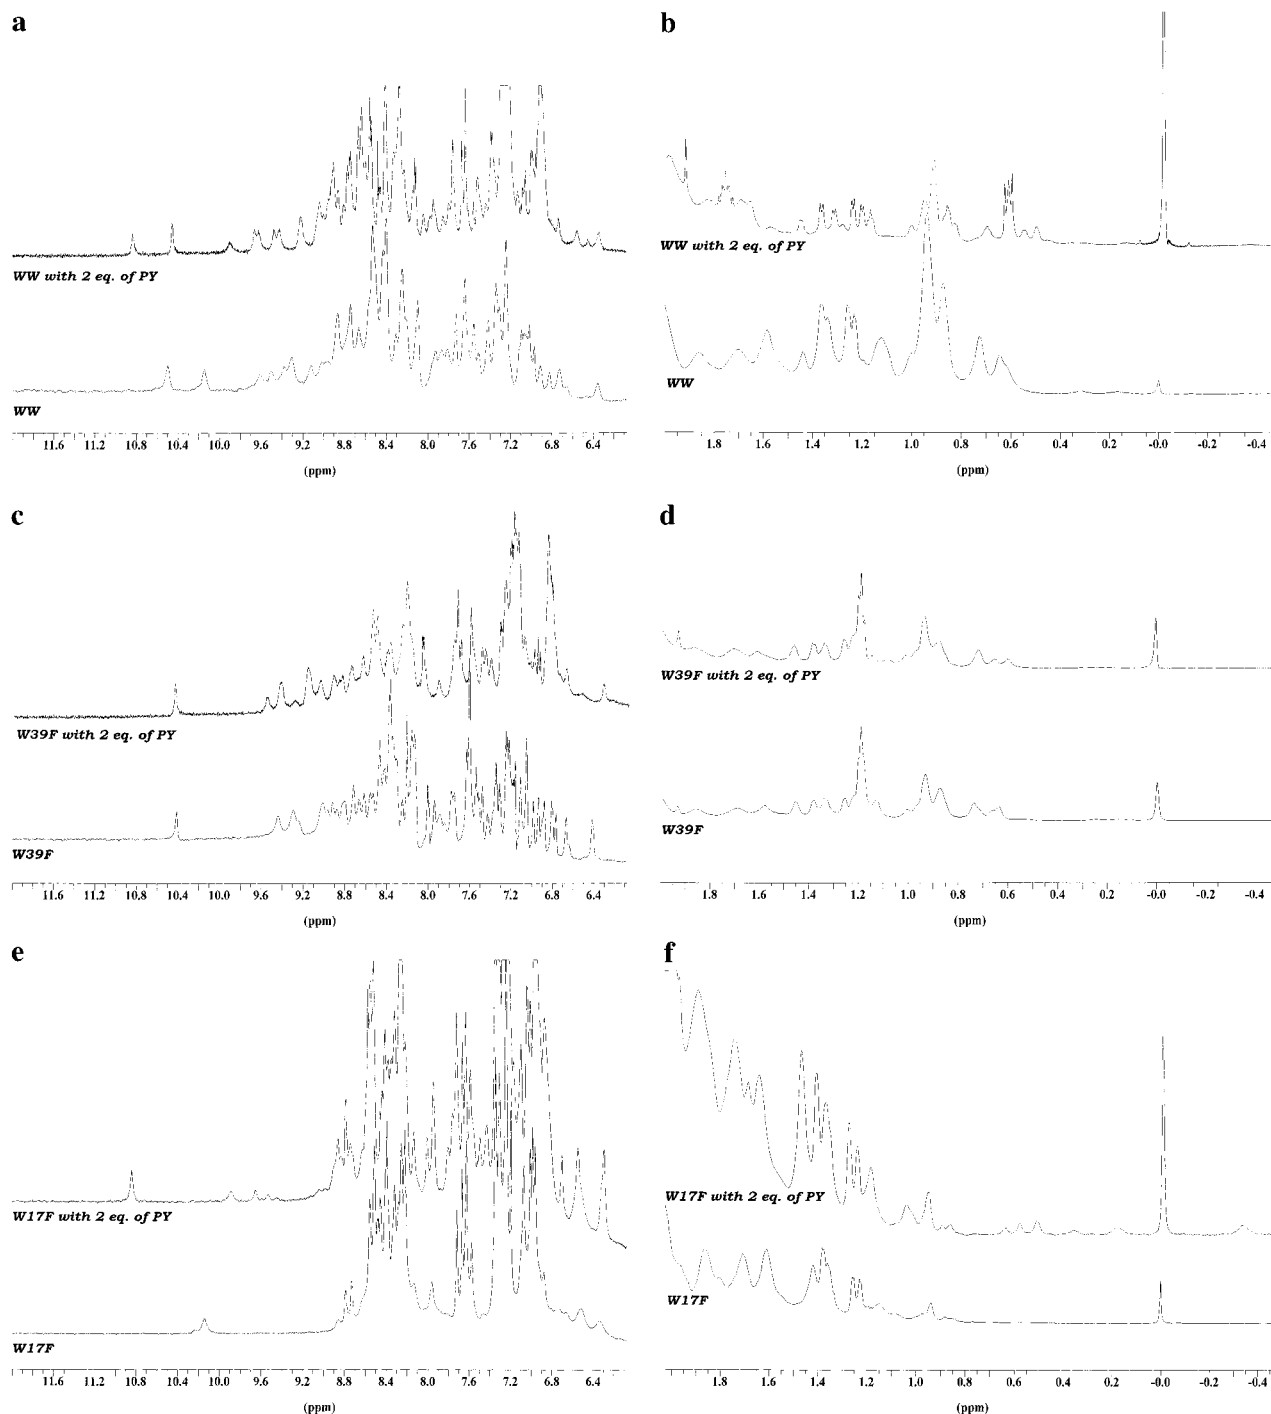 a
b
WW with 2 eq. of PY
WW with 2 eq. of PY
WW
WW
11.6 11.2 10.8 10.4 10.0 9.6 9.2 8.8 8.4 8.0 7.6 7.2 6.8 6.4
1.8 1.6 1.4 1.2 1.0 0.8 0.6 0.4 0.2 -0.0 -0.2 -0.4
(ppm)
(ppm)
c
d
W39F with 2 eq. of PY
W39F with 2 eq. of PY
W39F
W39F
11.6 11.2 10.8 10.4 10.0 9.6 9.2 8.8 8.4 8.0 7.6 7.2 6.8 6.4
1.8 1.6 1.4 1.2 1.0 0.8 0.6 0.4 0.2 -0.0 -0.2 -0.4
(ppm)
(ppm)
e
f
W17F with 2 eq. of PY
W17F with 2 eq. of PY
W17F
W17F
11.6 11.2 10.8 10.4 10.0 9.6 9.2 8.8 8.4 8.0 7.6 7.2 6.8 6.4
1.8 1.6 1.4 1.2 1.0 0.8 0.6 0.4 0.2 -0.0 -0.2 -0.4
(ppm)
(ppm)